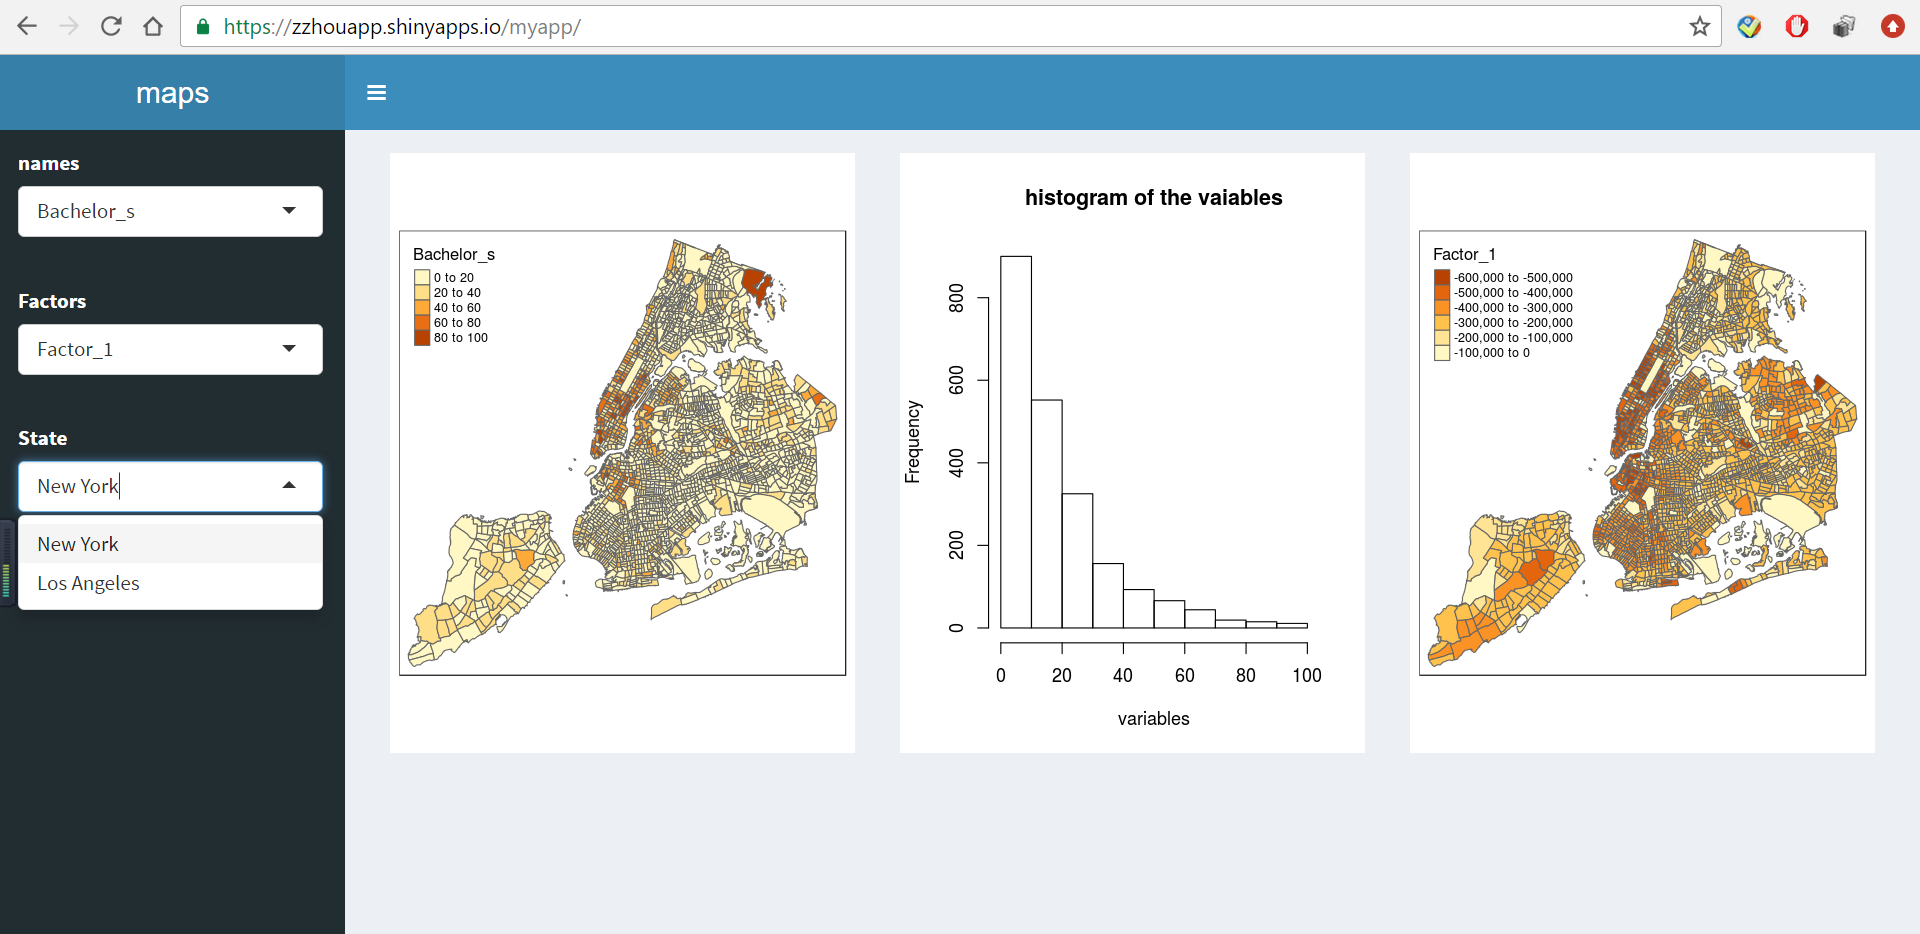 https://zzhouapp.shinyapps.io/myapp/
maps
names
Bachelor_s
Factors
Factor_1
State
New York
New York
Los Angeles
Bachelor_s
0 to 20
20 to 40
40 to 60
60 to 80
80 to 100
histogram of the vaiables
Frequency
0
200
400
600
800
0 20 40 60 80 100
variables
Factor_1
-600,000 to -500,000
-500,000 to -400,000
-400,000 to -300,000
-300,000 to -200,000
-200,000 to -100,000
-100,000 to 0